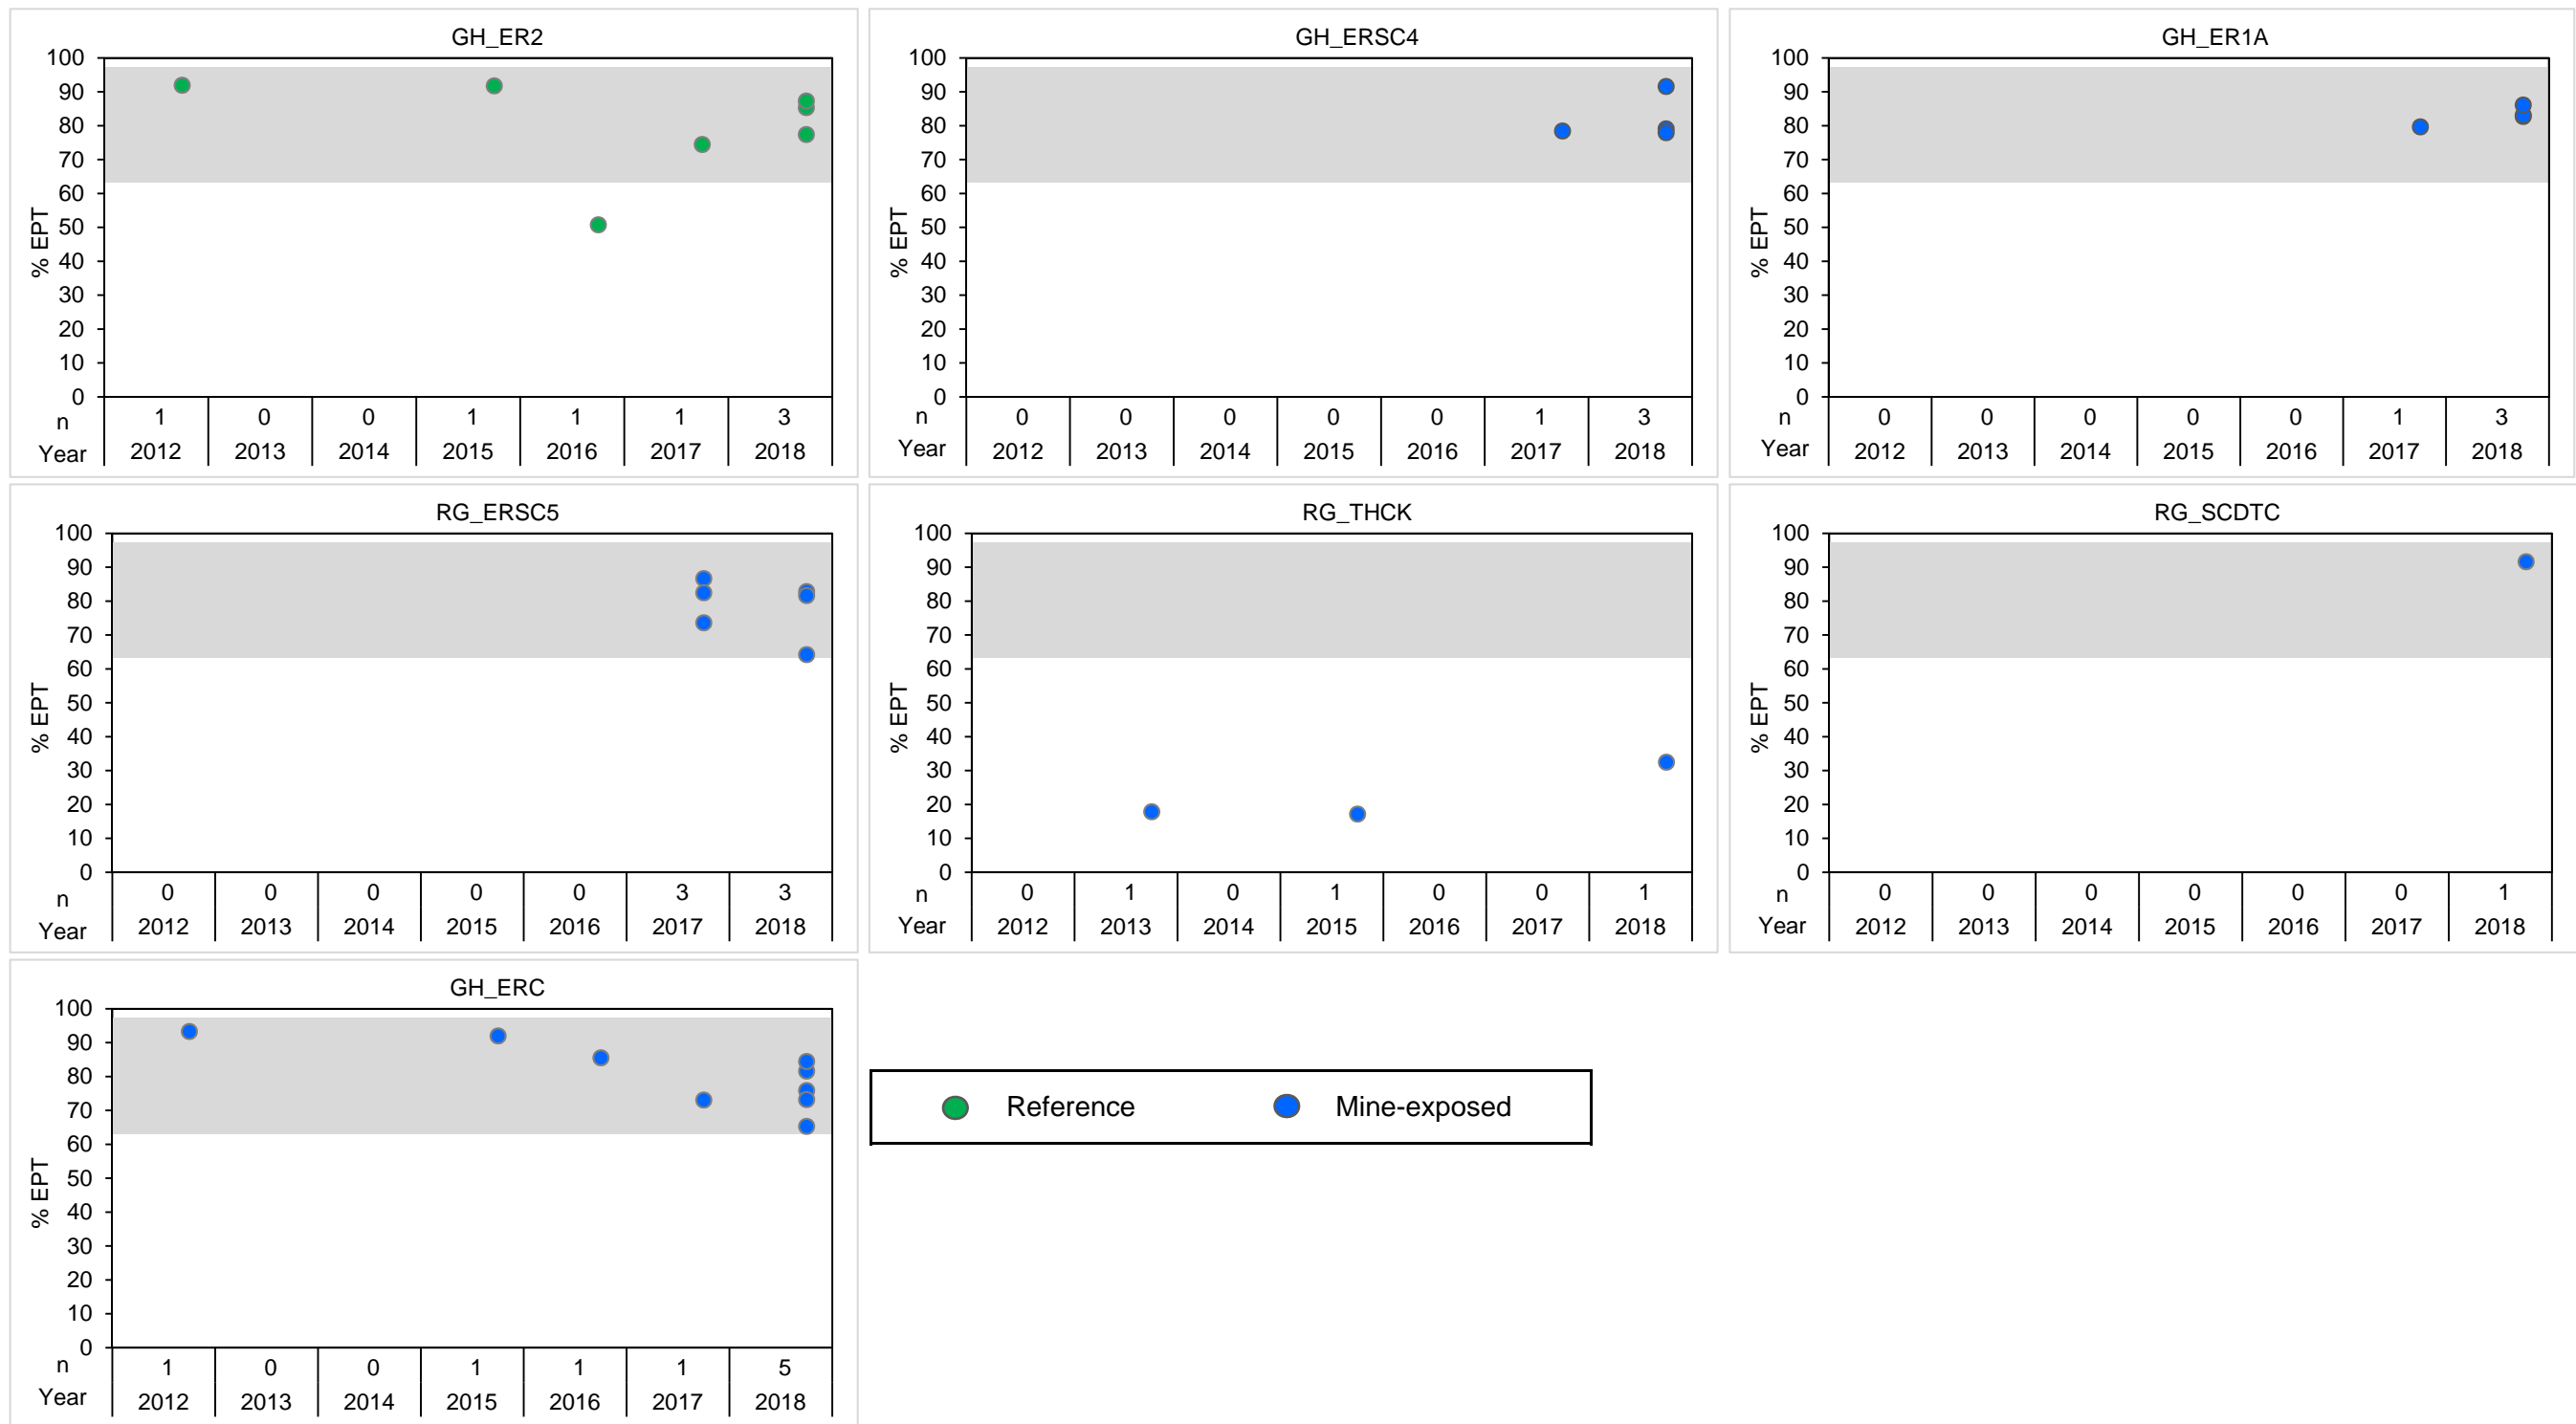 GH_ER2
100
90
80
70
60
50
40
30
20
10
0
% EPT
n 1 0 0 1 1 1 3
Year 2012 2013 2014 2015 2016 2017 2018
GH_ERSC4
100
90
80
70
60
50
40
30
20
10
0
% EPT
n 0 0 0 0 0 1 3
Year 2012 2013 2014 2015 2016 2017 2018
GH_ER1A
100
90
80
70
60
50
40
30
20
10
0
% EPT
n 0 0 0 0 0 1 3
Year 2012 2013 2014 2015 2016 2017 2018
RG_ERSC5
100
90
80
70
60
50
40
30
20
10
0
% EPT
n 0 0 0 0 0 3 3
Year 2012 2013 2014 2015 2016 2017 2018
RG_THCK
100
90
80
70
60
50
40
30
20
10
0
% EPT
n 0 1 0 1 0 0 1
Year 2012 2013 2014 2015 2016 2017 2018
RG_SCDTC
100
90
80
70
60
50
40
30
20
10
0
% EPT
n 0 0 0 0 0 0 1
Year 2012 2013 2014 2015 2016 2017 2018
GH_ERC
100
90
80
70
60
50
40
30
20
10
0
% EPT
n 1 0 0 1 1 1 5
Year 2012 2013 2014 2015 2016 2017 2018
Reference Mine-exposed